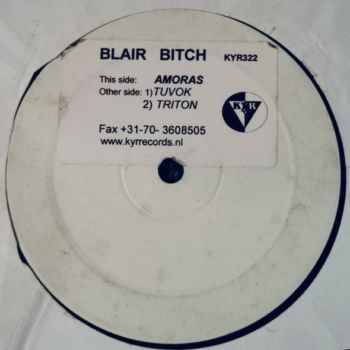 BLAIR BITCH KYR322
This side: AMORAS
Other side: 1)TUVOK
2) TRITON
KYR
Fax +31-70- 3608505
www.kyrrecords.nl